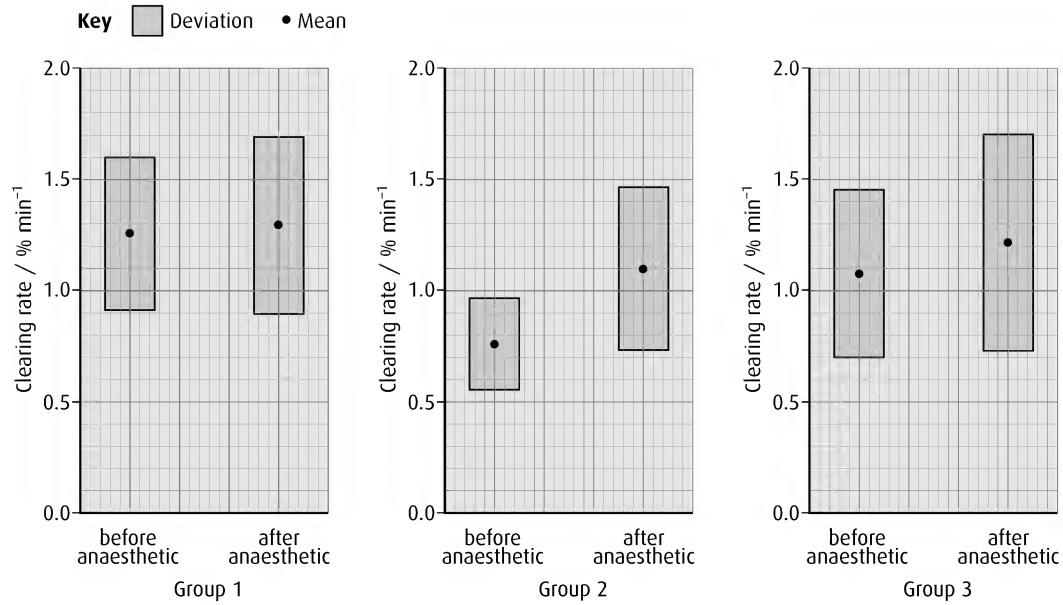 Key Deviation • Mean
Clearing rate / % min⁻¹
2.0
1.5
1.0
0.5
0.0
before anaesthetic
after anaesthetic
Group 1
Clearing rate / % min⁻¹
2.0
1.5
1.0
0.5
0.0
before anaesthetic
after anaesthetic
Group 2
Clearing rate / % min⁻¹
2.0
1.5
1.0
0.5
0.0
before anaesthetic
after anaesthetic
Group 3